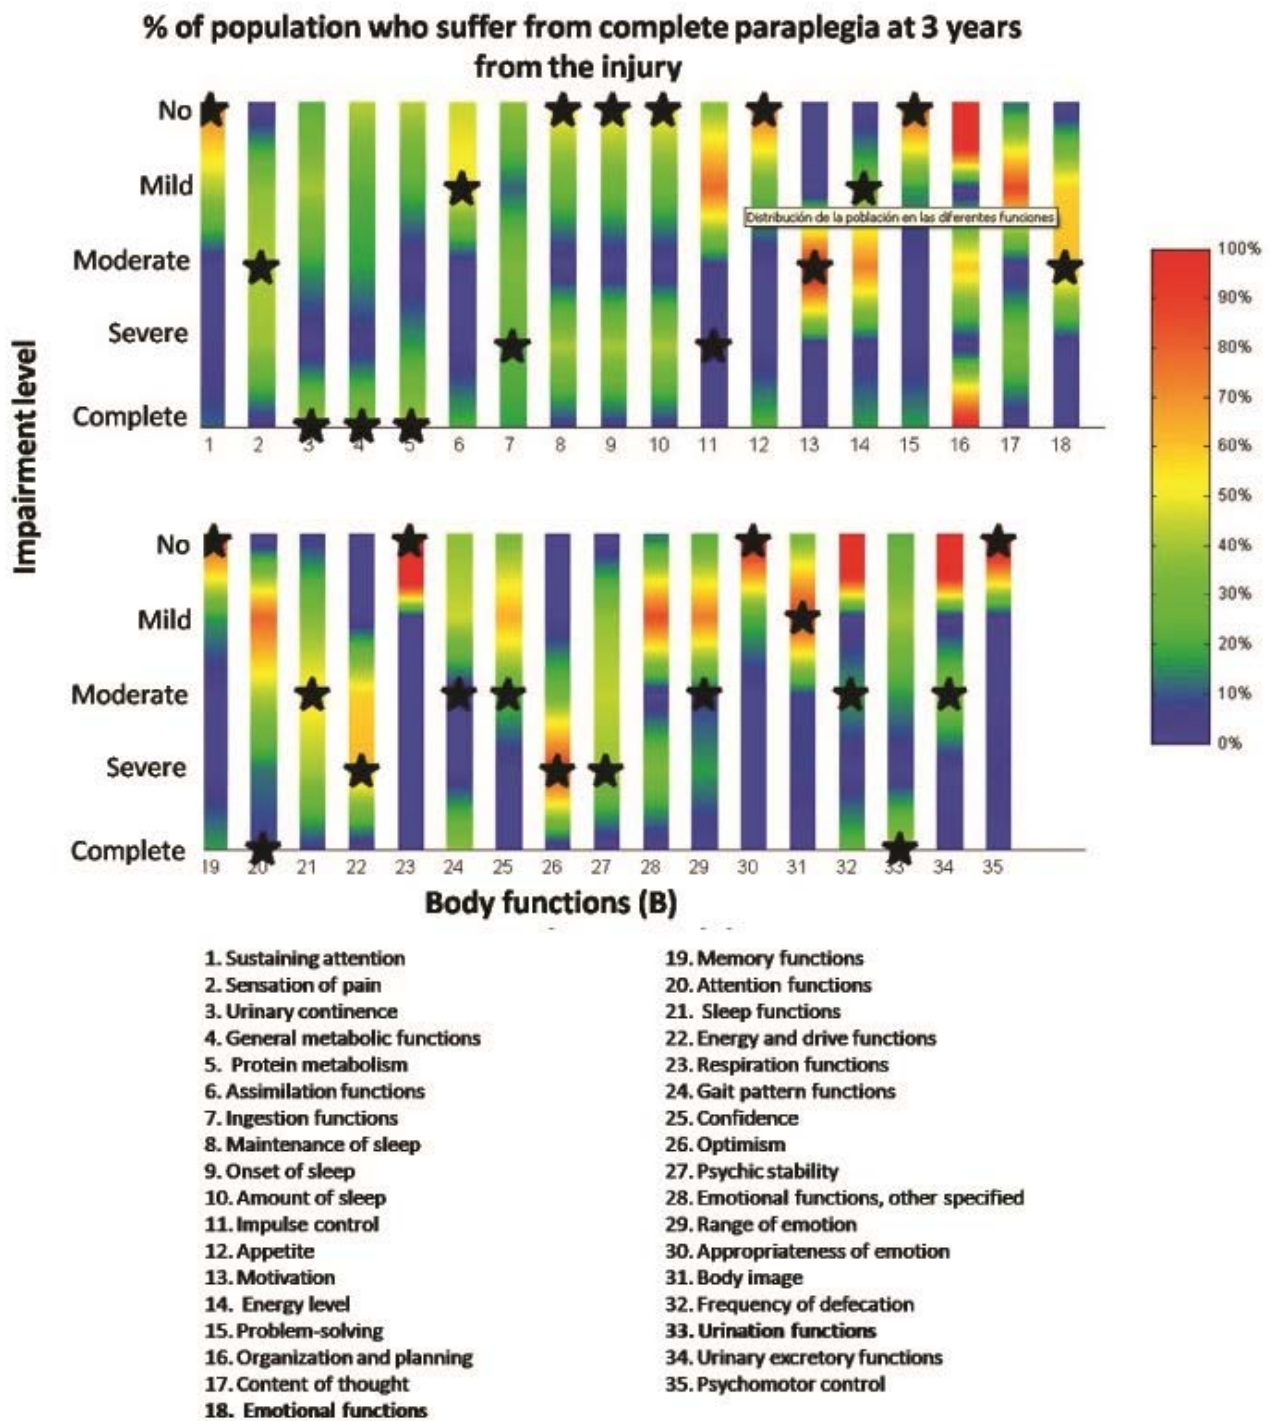 % of population who suffer from complete paraplegia at 3 years
from the injury
Impairment level
No
Mild
Moderate
Severe
Complete
Distribución de la población en las diferentes funciones
1 2 3 4 5 6 7 8 9 10 11 12 13 14 15 16 17 18
100%
90%
80%
70%
60%
50%
40%
30%
20%
10%
0%
No
Mild
Moderate
Severe
Complete
19 20 21 22 23 24 25 26 27 28 29 30 31 32 33 34 35
Body functions (B)
1. Sustaining attention
2. Sensation of pain
3. Urinary continence
4. General metabolic functions
5. Protein metabolism
6. Assimilation functions
7. Ingestion functions
8. Maintenance of sleep
9. Onset of sleep
10. Amount of sleep
11. Impulse control
12. Appetite
13. Motivation
14. Energy level
15. Problem-solving
16. Organization and planning
17. Content of thought
18. Emotional functions
19. Memory functions
20. Attention functions
21. Sleep functions
22. Energy and drive functions
23. Respiration functions
24. Gait pattern functions
25. Confidence
26. Optimism
27. Psychic stability
28. Emotional functions, other specified
29. Range of emotion
30. Appropriateness of emotion
31. Body image
32. Frequency of defecation
33. Urination functions
34. Urinary excretory functions
35. Psychomotor control